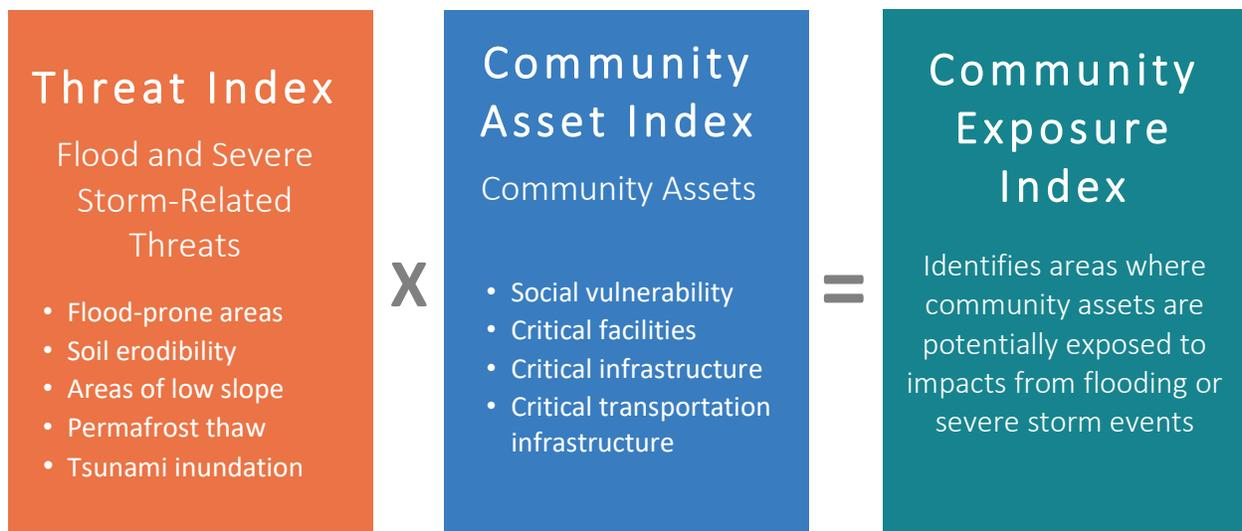 Threat Index
Flood and Severe
Storm-Related
Threats
• Flood-prone areas
• Soil erodibility
• Areas of low slope
• Permafrost thaw
• Tsunami inundation
X
Community
Asset Index
Community Assets
• Social vulnerability
• Critical facilities
• Critical infrastructure
• Critical transportation
infrastructure
=
Community
Exposure
Index
Identifies areas where
community assets are
potentially exposed to
impacts from flooding or
severe storm events